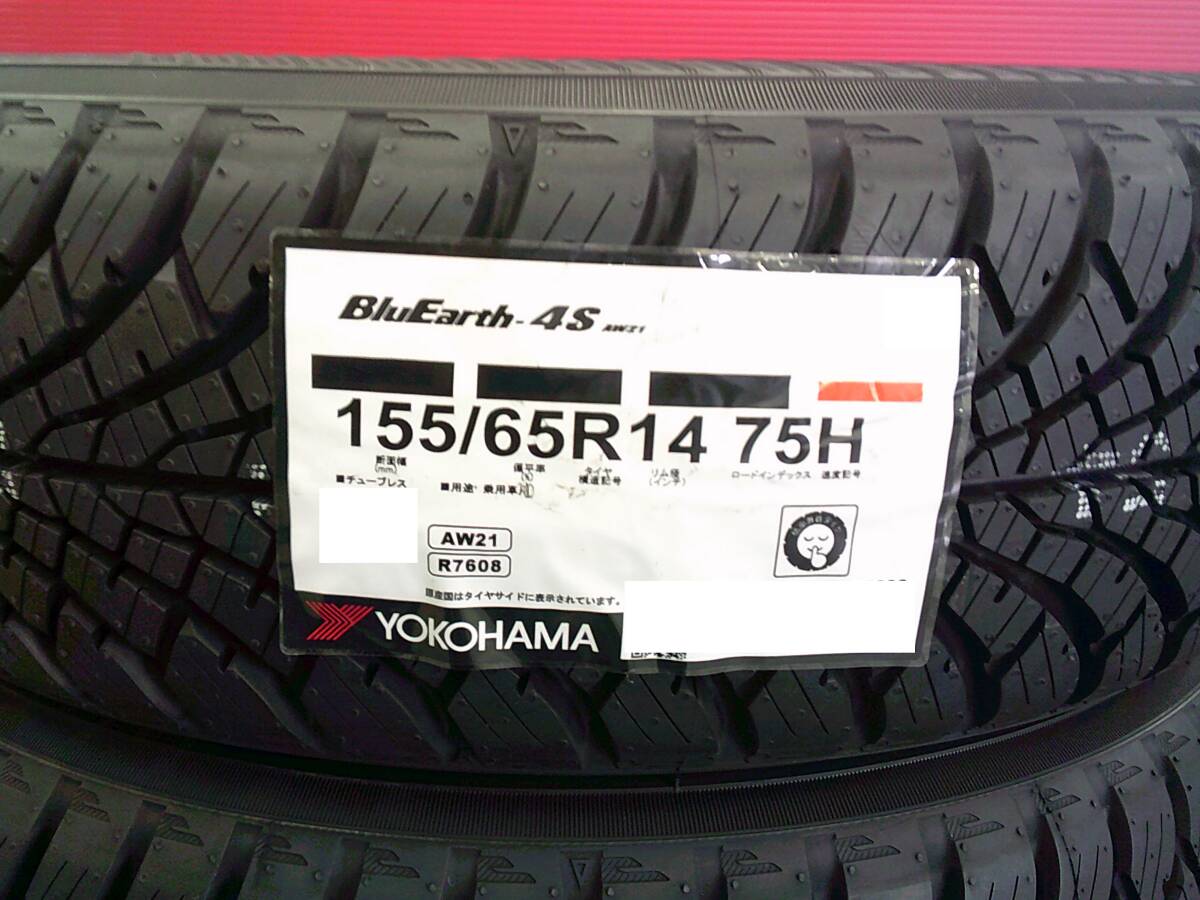 BluEarth-4S AW21
155/65R14 75H
断面幅 (mm) 偏平率 (%) タイヤ構造記号 リム径 (インチ) ロードインデックス 速度記号
■チューブレス ■用途 乗用車用
AW21
R7608
国産国はタイヤサイドに表示されています。
YOKOHAMA